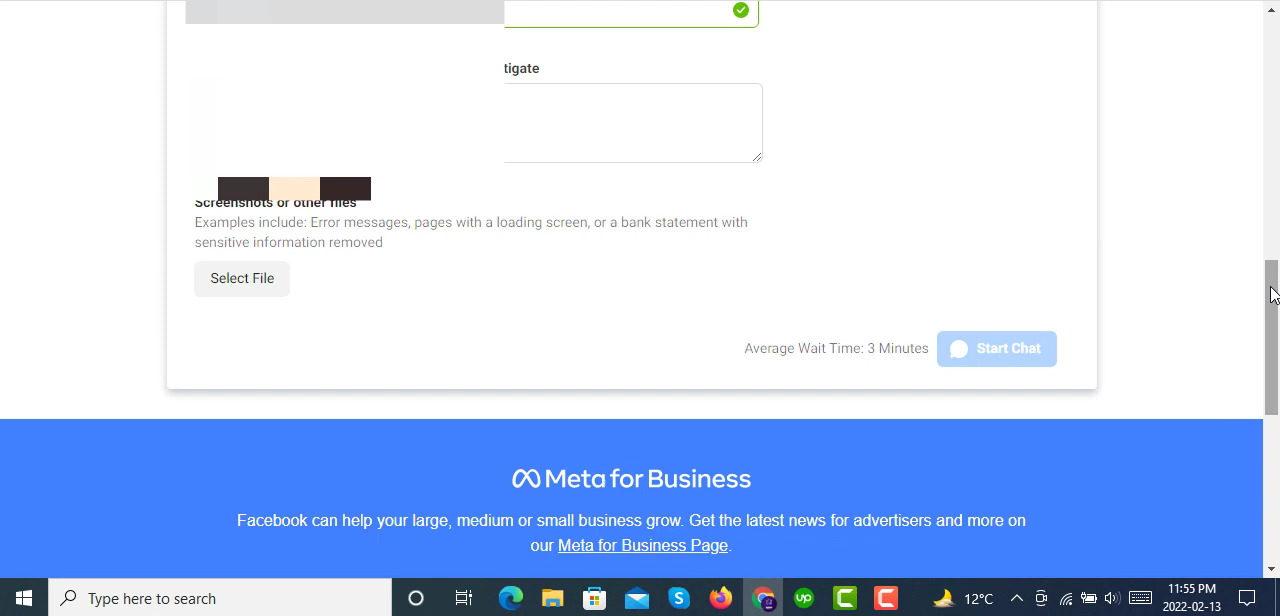 tigate
Screenshots or other files
Examples include: Error messages, pages with a loading screen, or a bank statement with
sensitive information removed
Select File
Average Wait Time: 3 Minutes
Start Chat
Meta for Business
Facebook can help your large, medium or small business grow. Get the latest news for advertisers and more on
our Meta for Business Page.
Type here to search
S
up
C
C
12°C
11:55 PM
2022-02-13